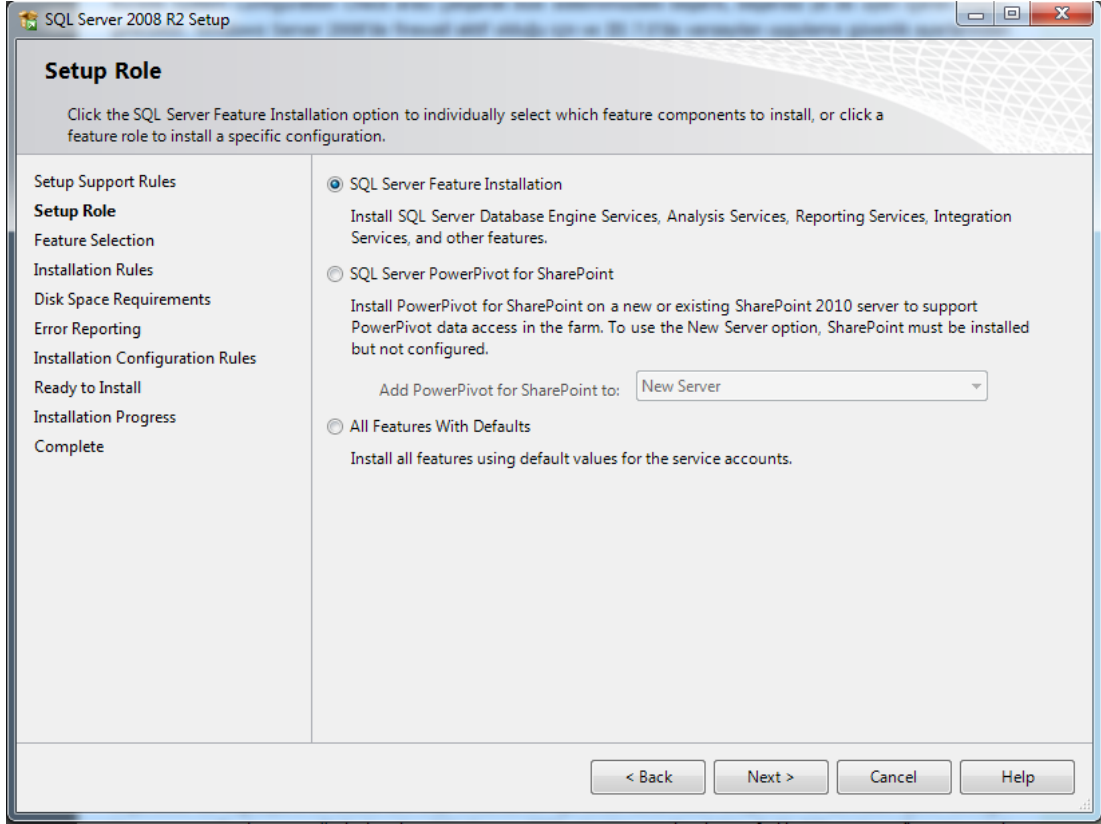 SQL Server 2008 R2 Setup
Setup Role
Click the SQL Server Feature Installation option to individually select which feature components to install, or click a
feature role to install a specific configuration.
Setup Support Rules
Setup Role
Feature Selection
Installation Rules
Disk Space Requirements
Error Reporting
Installation Configuration Rules
Ready to Install
Installation Progress
Complete
SQL Server Feature Installation
Install SQL Server Database Engine Services, Analysis Services, Reporting Services, Integration
Services, and other features.
SQL Server PowerPivot for SharePoint
Install PowerPivot for SharePoint on a new or existing SharePoint 2010 server to support
PowerPivot data access in the farm. To use the New Server option, SharePoint must be installed
but not configured.
Add PowerPivot for SharePoint to: New Server
All Features With Defaults
Install all features using default values for the service accounts.
< Back Next > Cancel Help